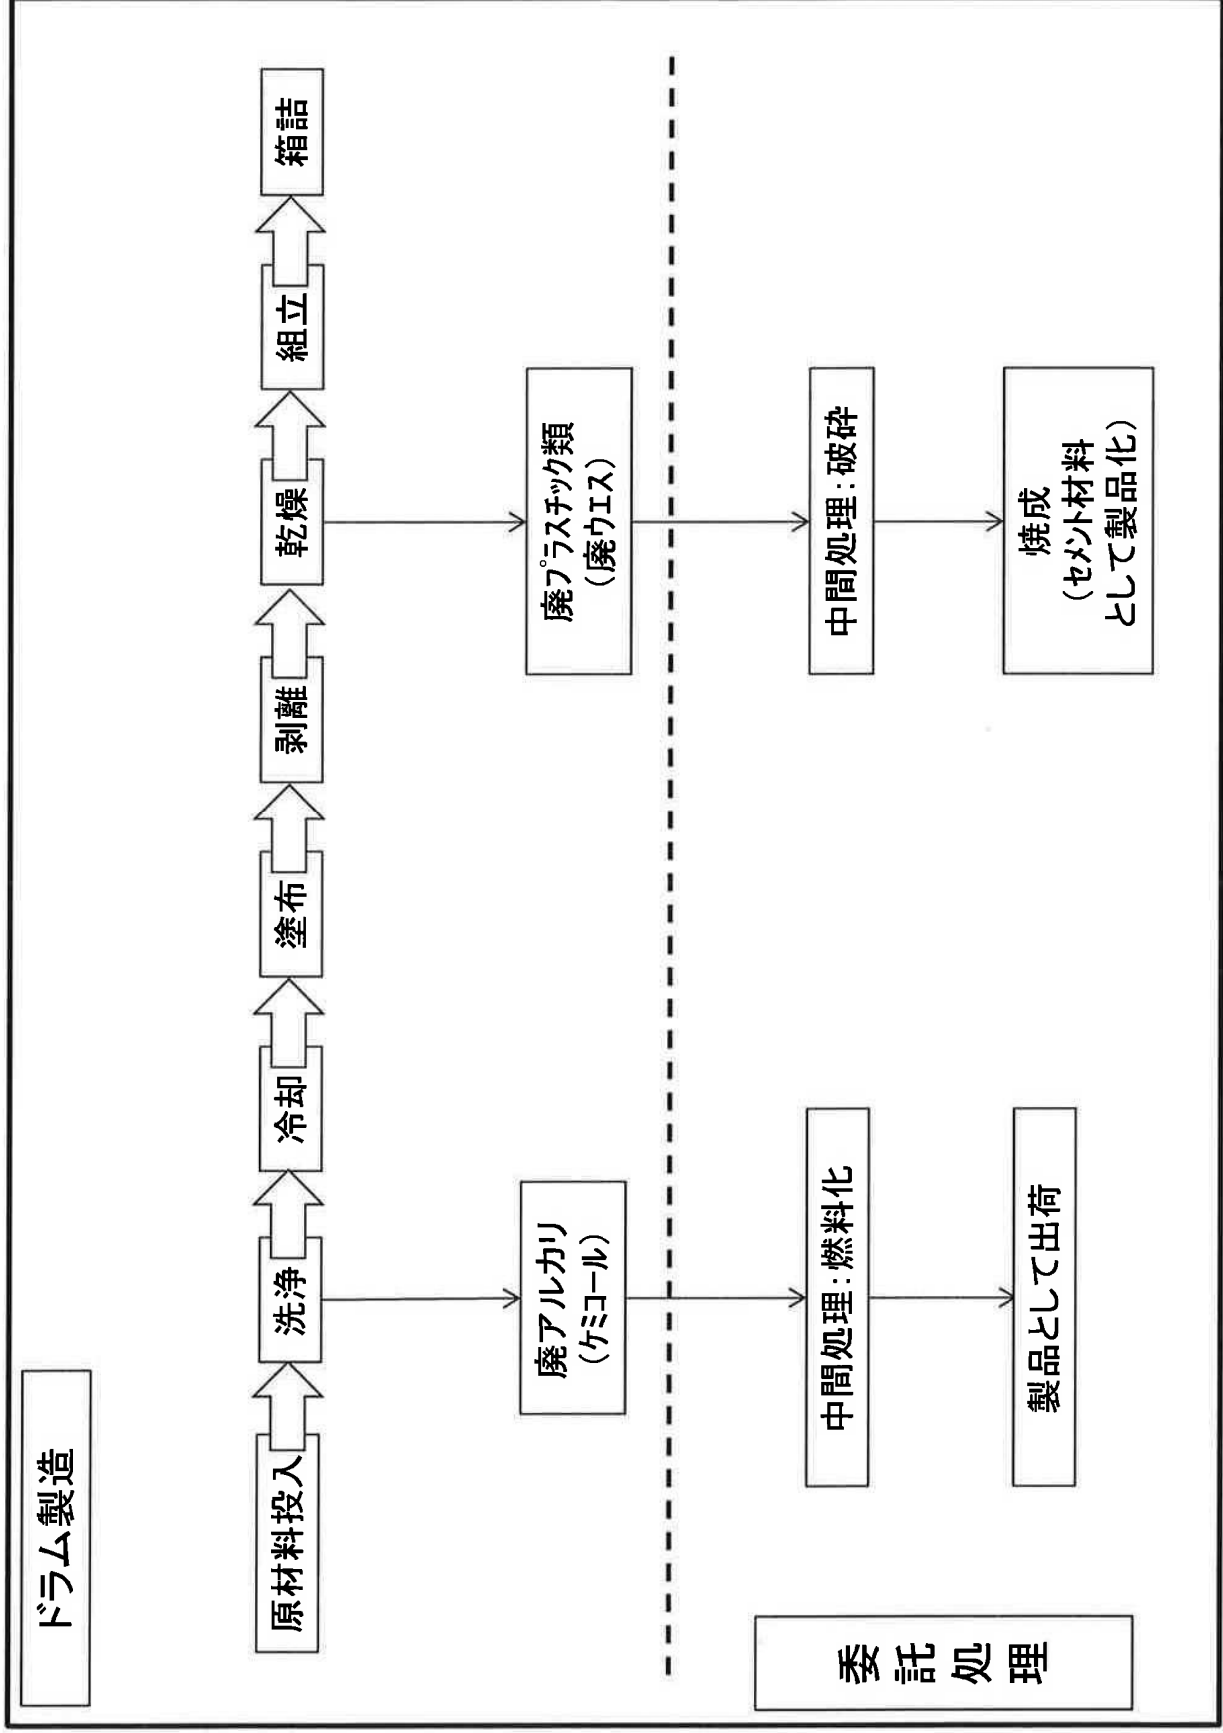 ドラム製造
原材料投入
洗浄
冷却
塗布
剥離
乾燥
組立
箱詰
廃アルカリ
（ケミコール）
廃プラスチック類
（廃ウエス）
委託処理
中間処理：燃料化
中間処理：破砕
製品として出荷
焼成
（セメント材料
として製品化）